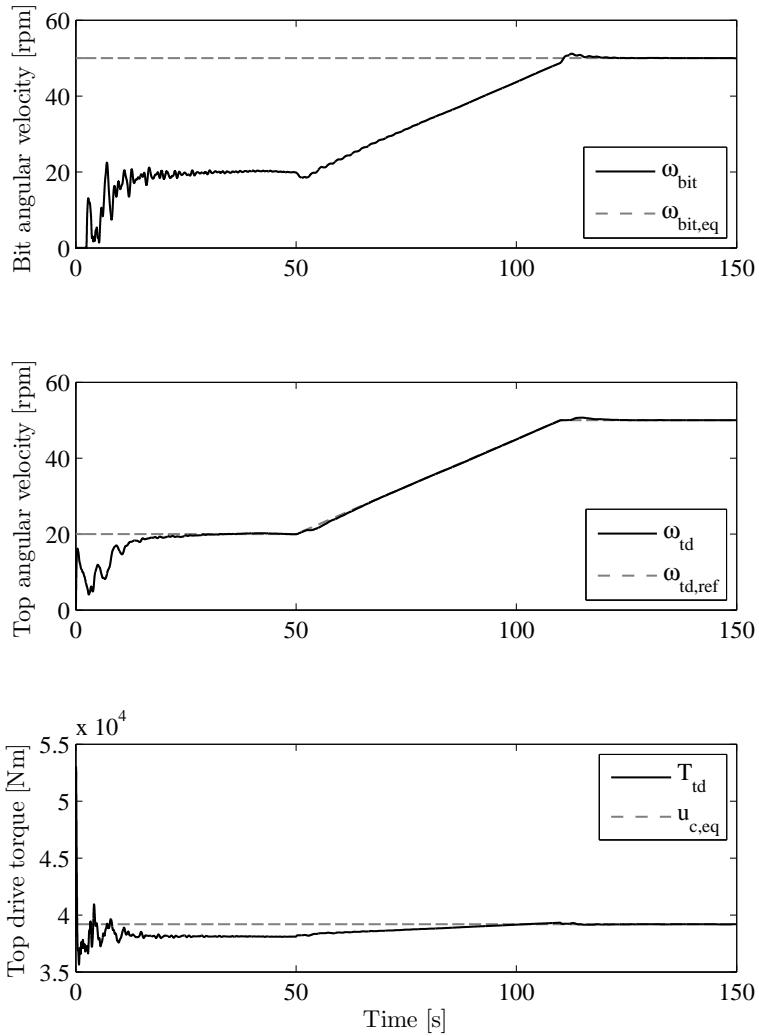 Bit angular velocity [rpm]
60
40
20
0
0
50
100
150
ω_bit
ω_bit,eq
Top angular velocity [rpm]
60
40
20
0
0
50
100
150
ω_td
ω_td,ref
Top drive torque [Nm]
x 10^4
5.5
5
4.5
4
3.5
0
50
100
150
T_td
u_c,eq
Time [s]